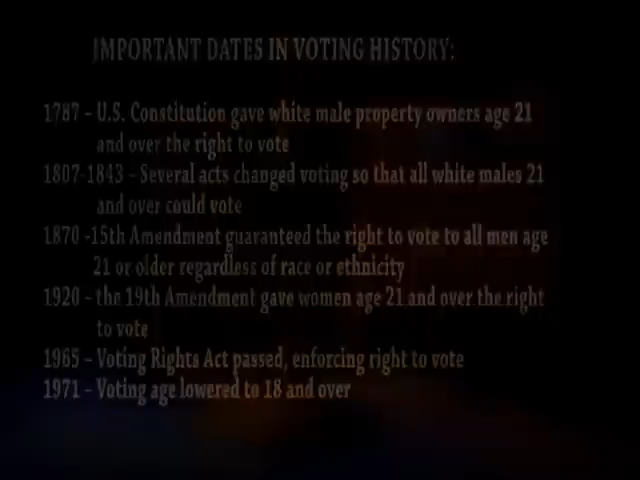 IMPORTANT DATES IN VOTING HISTORY:
1787 – U.S. Constitution gave white male property owners age 21
and over the right to vote
1807-1843 – Several acts changed voting so that all white males 21
and over could vote
1870 -15th Amendment guaranteed the right to vote to all men age
21 or older regardless of race or ethnicity
1920 – the 19th Amendment gave women age 21 and over the right
to vote
1965 – Voting Rights Act passed, enforcing right to vote
1971 – Voting age lowered to 18 and over